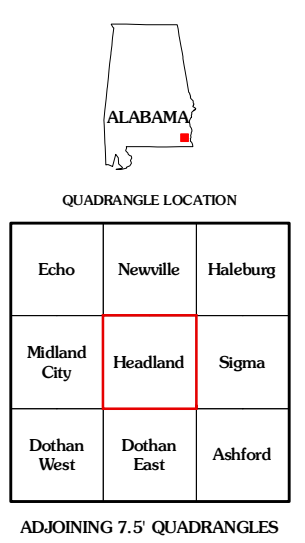 ALABAMA
QUADRANGLE LOCATION
Echo
Newville
Haleburg
Midland
City
Headland
Sigma
Dothan
West
Dothan
East
Ashford
ADJOINING 7.5' QUADRANGLES